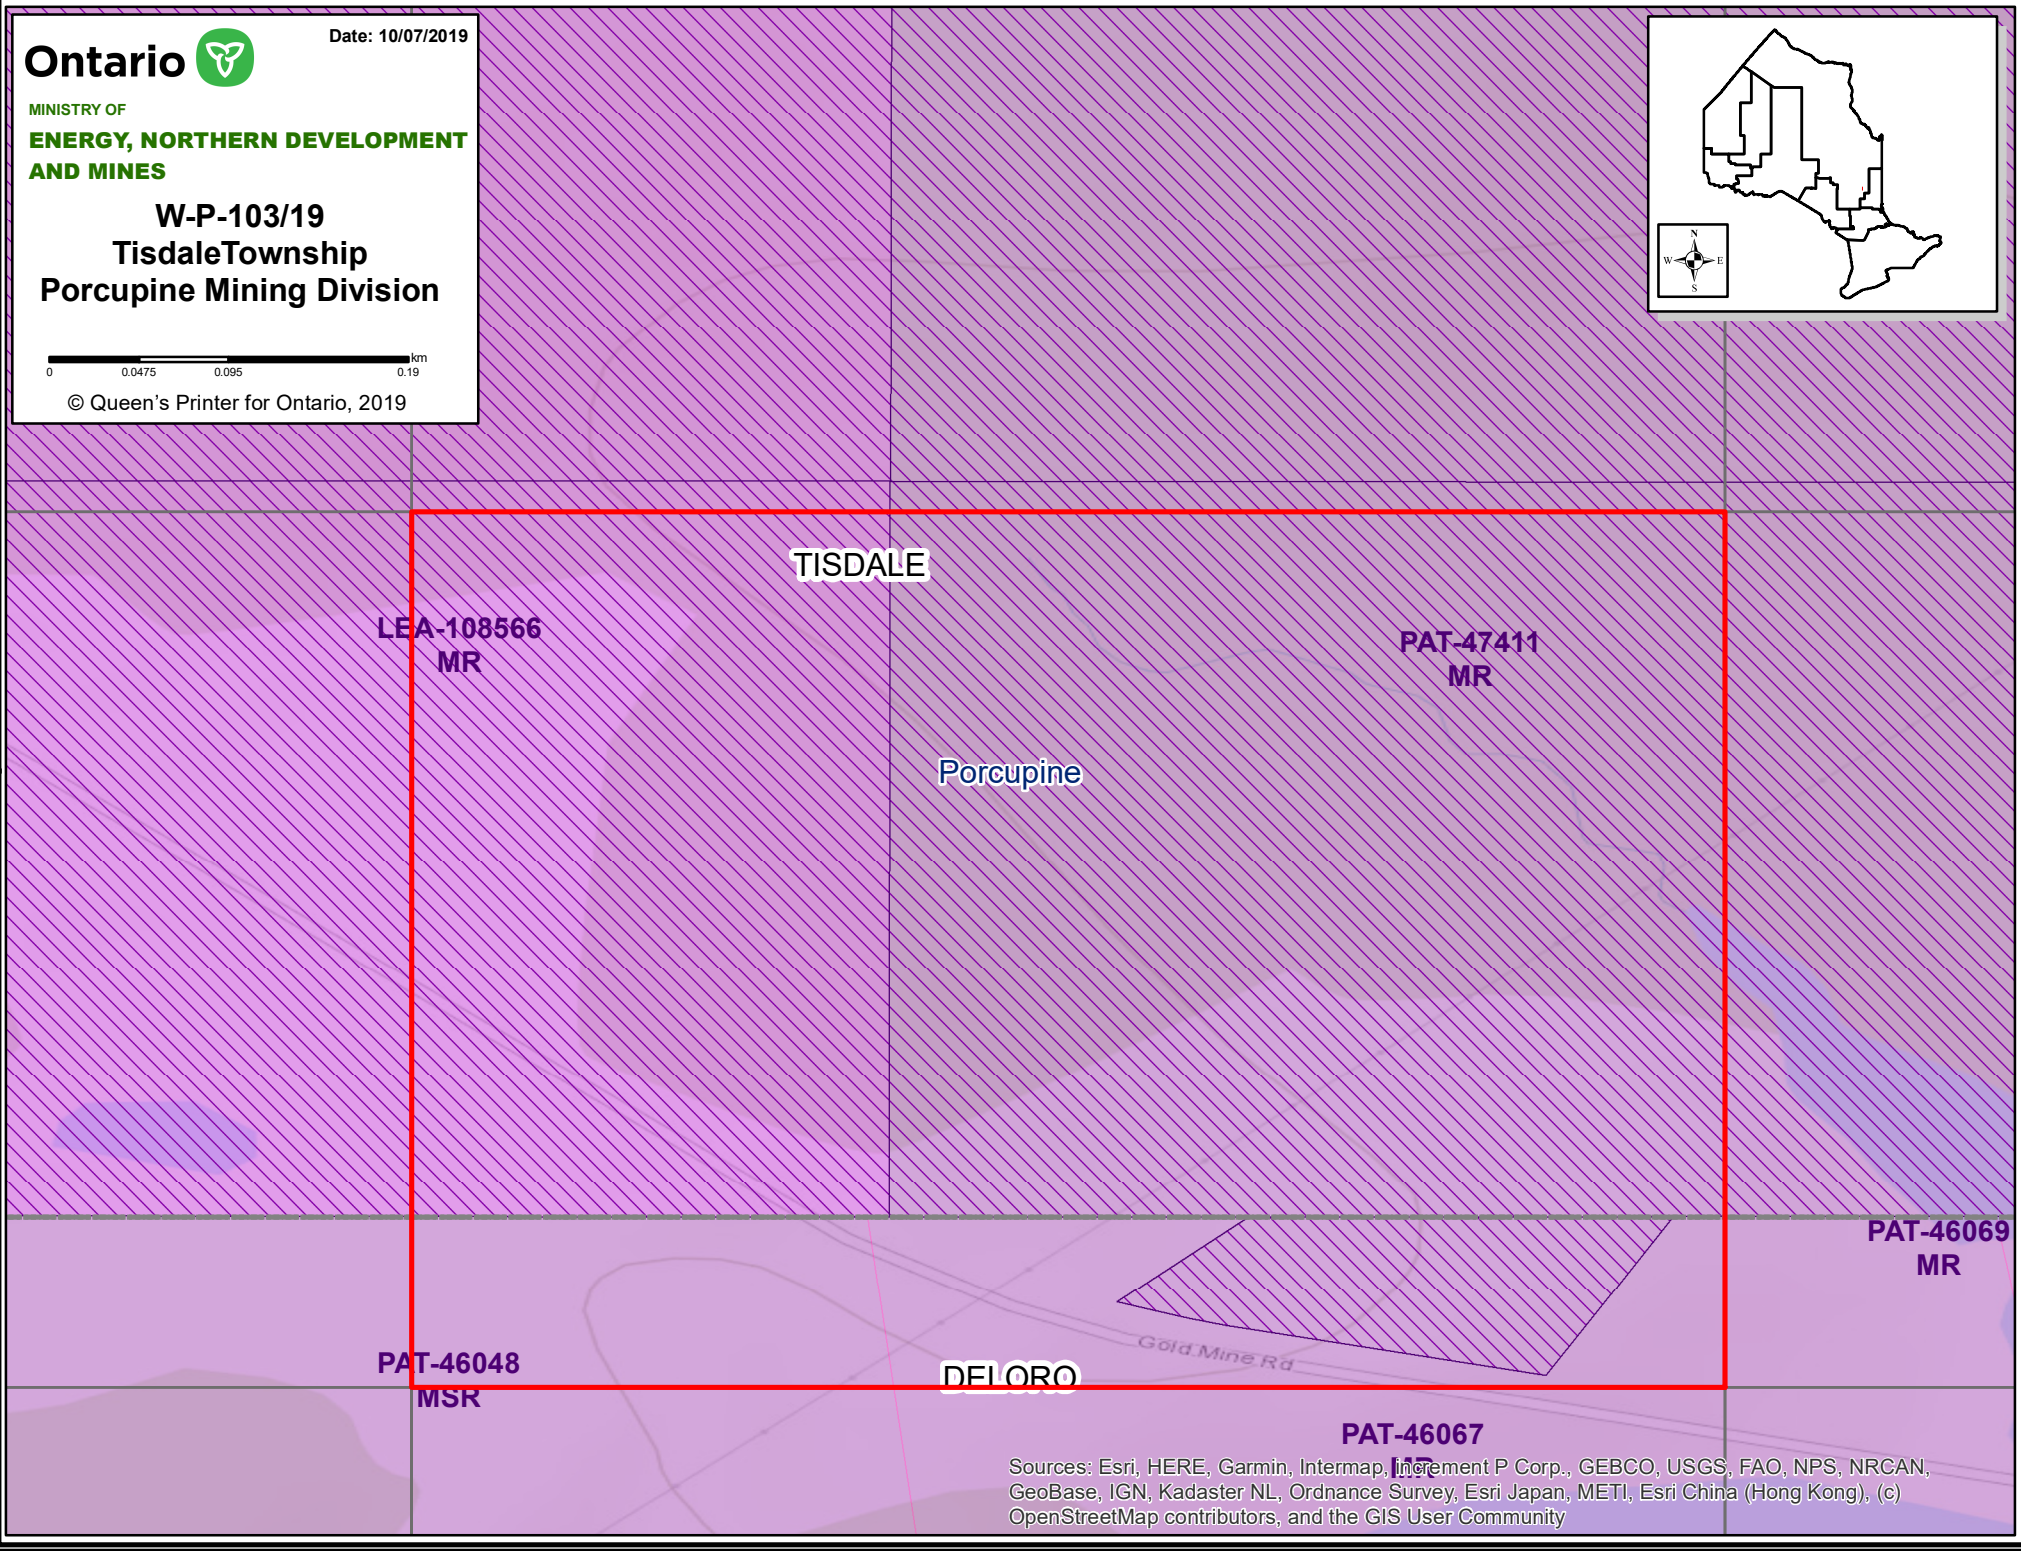 Date: 10/07/2019
Ontario
MINISTRY OF
ENERGY, NORTHERN DEVELOPMENT
AND MINES
W-P-103/19
TisdaleTownship
Porcupine Mining Division
km
0 0.0475 0.095 0.19
© Queen's Printer for Ontario, 2019
N
W E
S
TISDALE
LEA-108566
MR
PAT-47411
MR
Porcupine
PAT-46069
MR
Gold Mine Rd
PAT-46048
MSR
DELORO
PAT-46067
MR
Sources: Esri, HERE, Garmin, Intermap, increment P Corp., GEBCO, USGS, FAO, NPS, NRCAN,
GeoBase, IGN, Kadaster NL, Ordnance Survey, Esri Japan, METI, Esri China (Hong Kong), (c)
OpenStreetMap contributors, and the GIS User Community